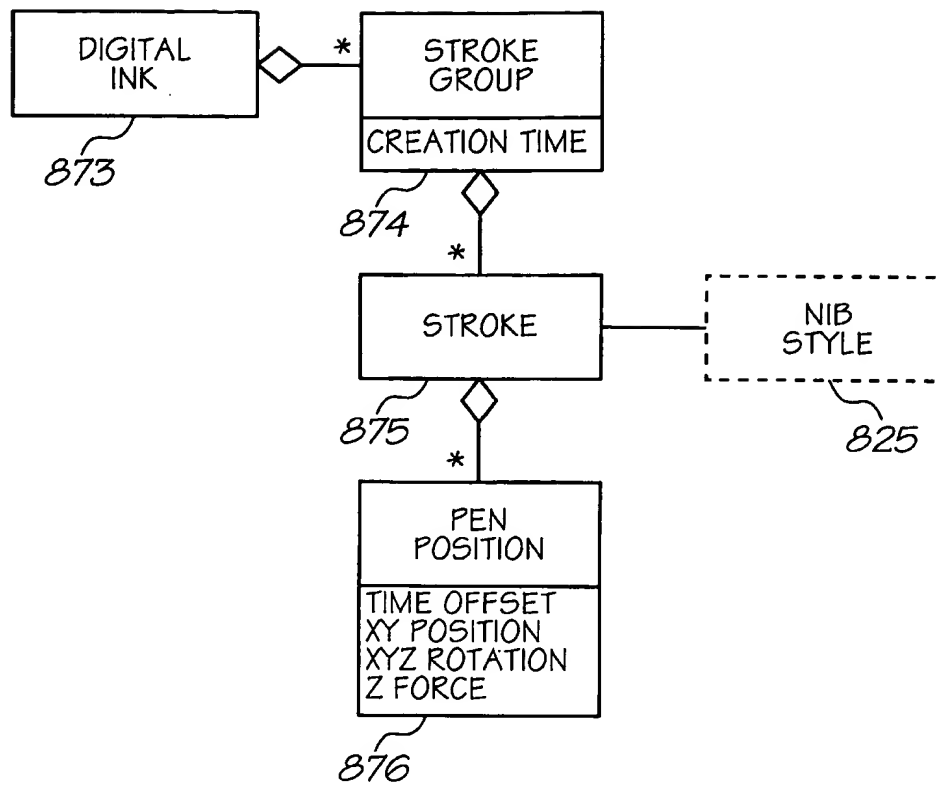 DIGITAL
INK
873
*
STROKE
GROUP
CREATION TIME
874
*
STROKE
875
NIB
STYLE
825
*
PEN
POSITION
TIME OFFSET
XY POSITION
XYZ ROTATION
Z FORCE
876